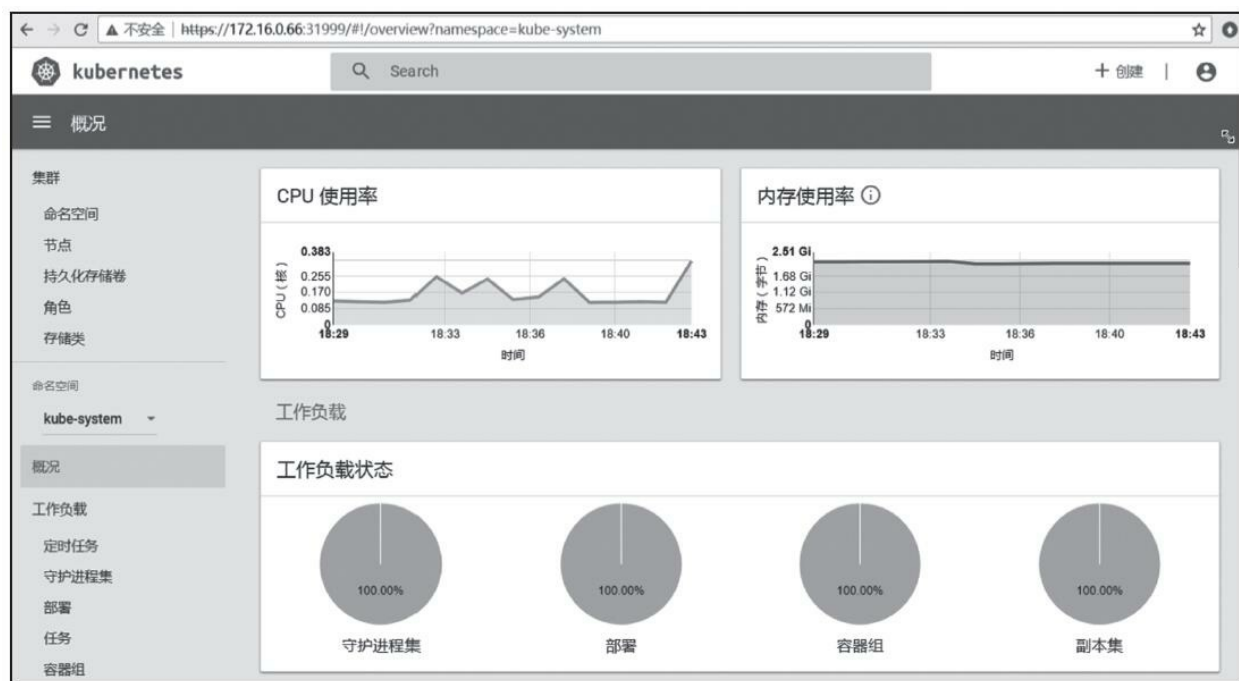 不安全 | https://172.16.0.66:31999/#!/overview?namespace=kube-system
kubernetes
Search
+ 创建 |
概况
集群
命名空间
节点
持久化存储卷
角色
存储类
命名空间
kube-system
概况
工作负载
定时任务
守护进程集
部署
任务
容器组
CPU 使用率
CPU (核)
0.383
0.255
0.170
0.085
0
18:29 18:33 18:36 18:40 18:43
时间
内存使用率
内存 (字节)
2.51 Gi
1.68 Gi
1.12 Gi
572 Mi
0
18:29 18:33 18:36 18:40 18:43
时间
工作负载
工作负载状态
100.00% 100.00% 100.00% 100.00%
守护进程集 部署 容器组 副本集